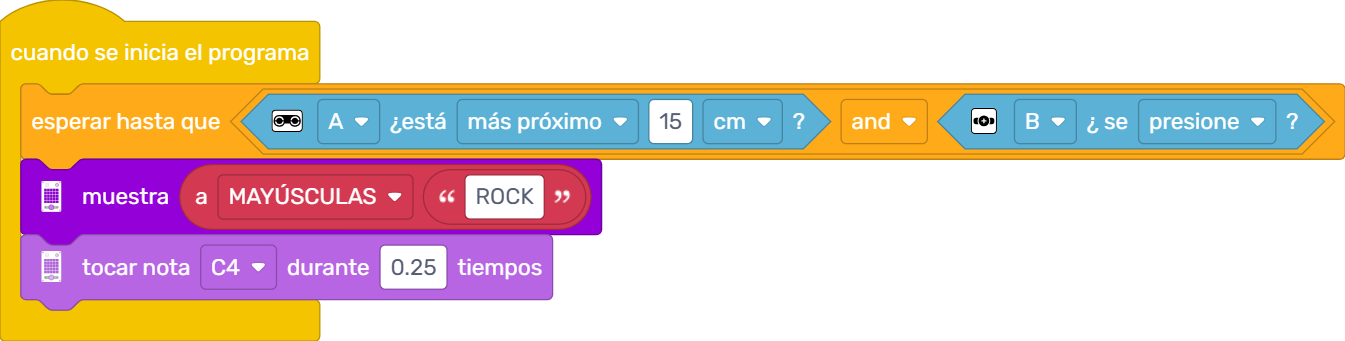 cuando se inicia el programa
esperar hasta que A ¿está más próximo 15 cm ? and B ¿ se presione ?
muestra a MAYÚSCULAS “ ROCK ”
tocar nota C4 durante 0.25 tiempos